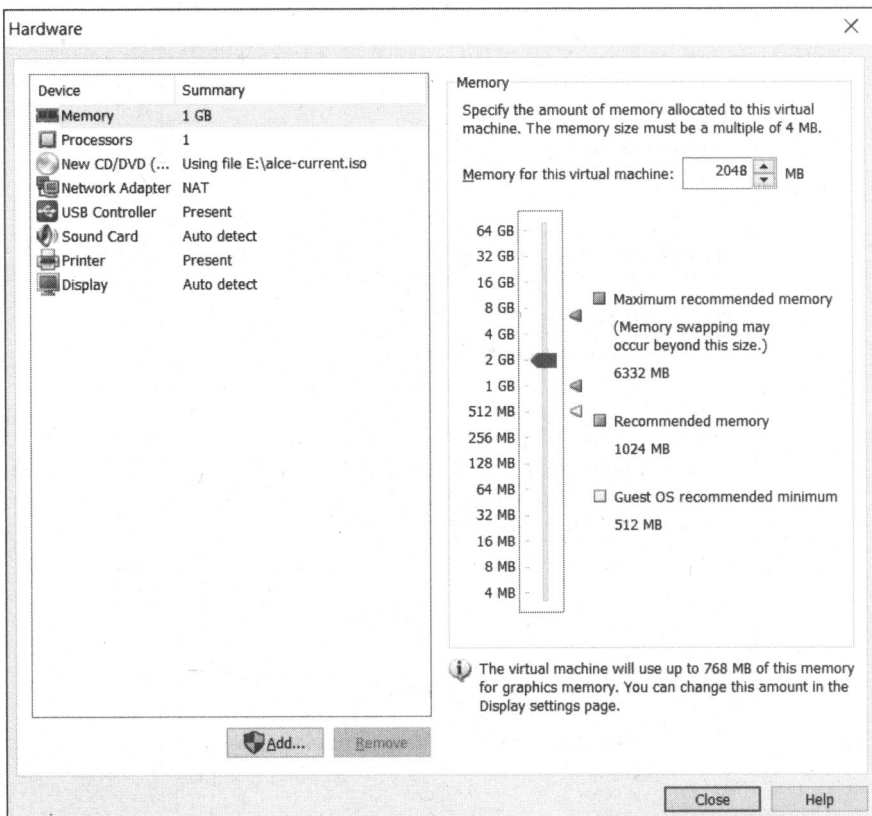 Hardware
Device Summary
Memory 1 GB
Processors 1
New CD/DVD (... Using file E:\alce-current.iso
Network Adapter NAT
USB Controller Present
Sound Card Auto detect
Printer Present
Display Auto detect
Add... Remove
Memory
Specify the amount of memory allocated to this virtual
machine. The memory size must be a multiple of 4 MB.
Memory for this virtual machine: 2048 MB
64 GB
32 GB
16 GB
8 GB
4 GB
2 GB
1 GB
512 MB
256 MB
128 MB
64 MB
32 MB
16 MB
8 MB
4 MB
Maximum recommended memory
(Memory swapping may
occur beyond this size.)
6332 MB
Recommended memory
1024 MB
Guest OS recommended minimum
512 MB
The virtual machine will use up to 768 MB of this memory
for graphics memory. You can change this amount in the
Display settings page.
Close Help